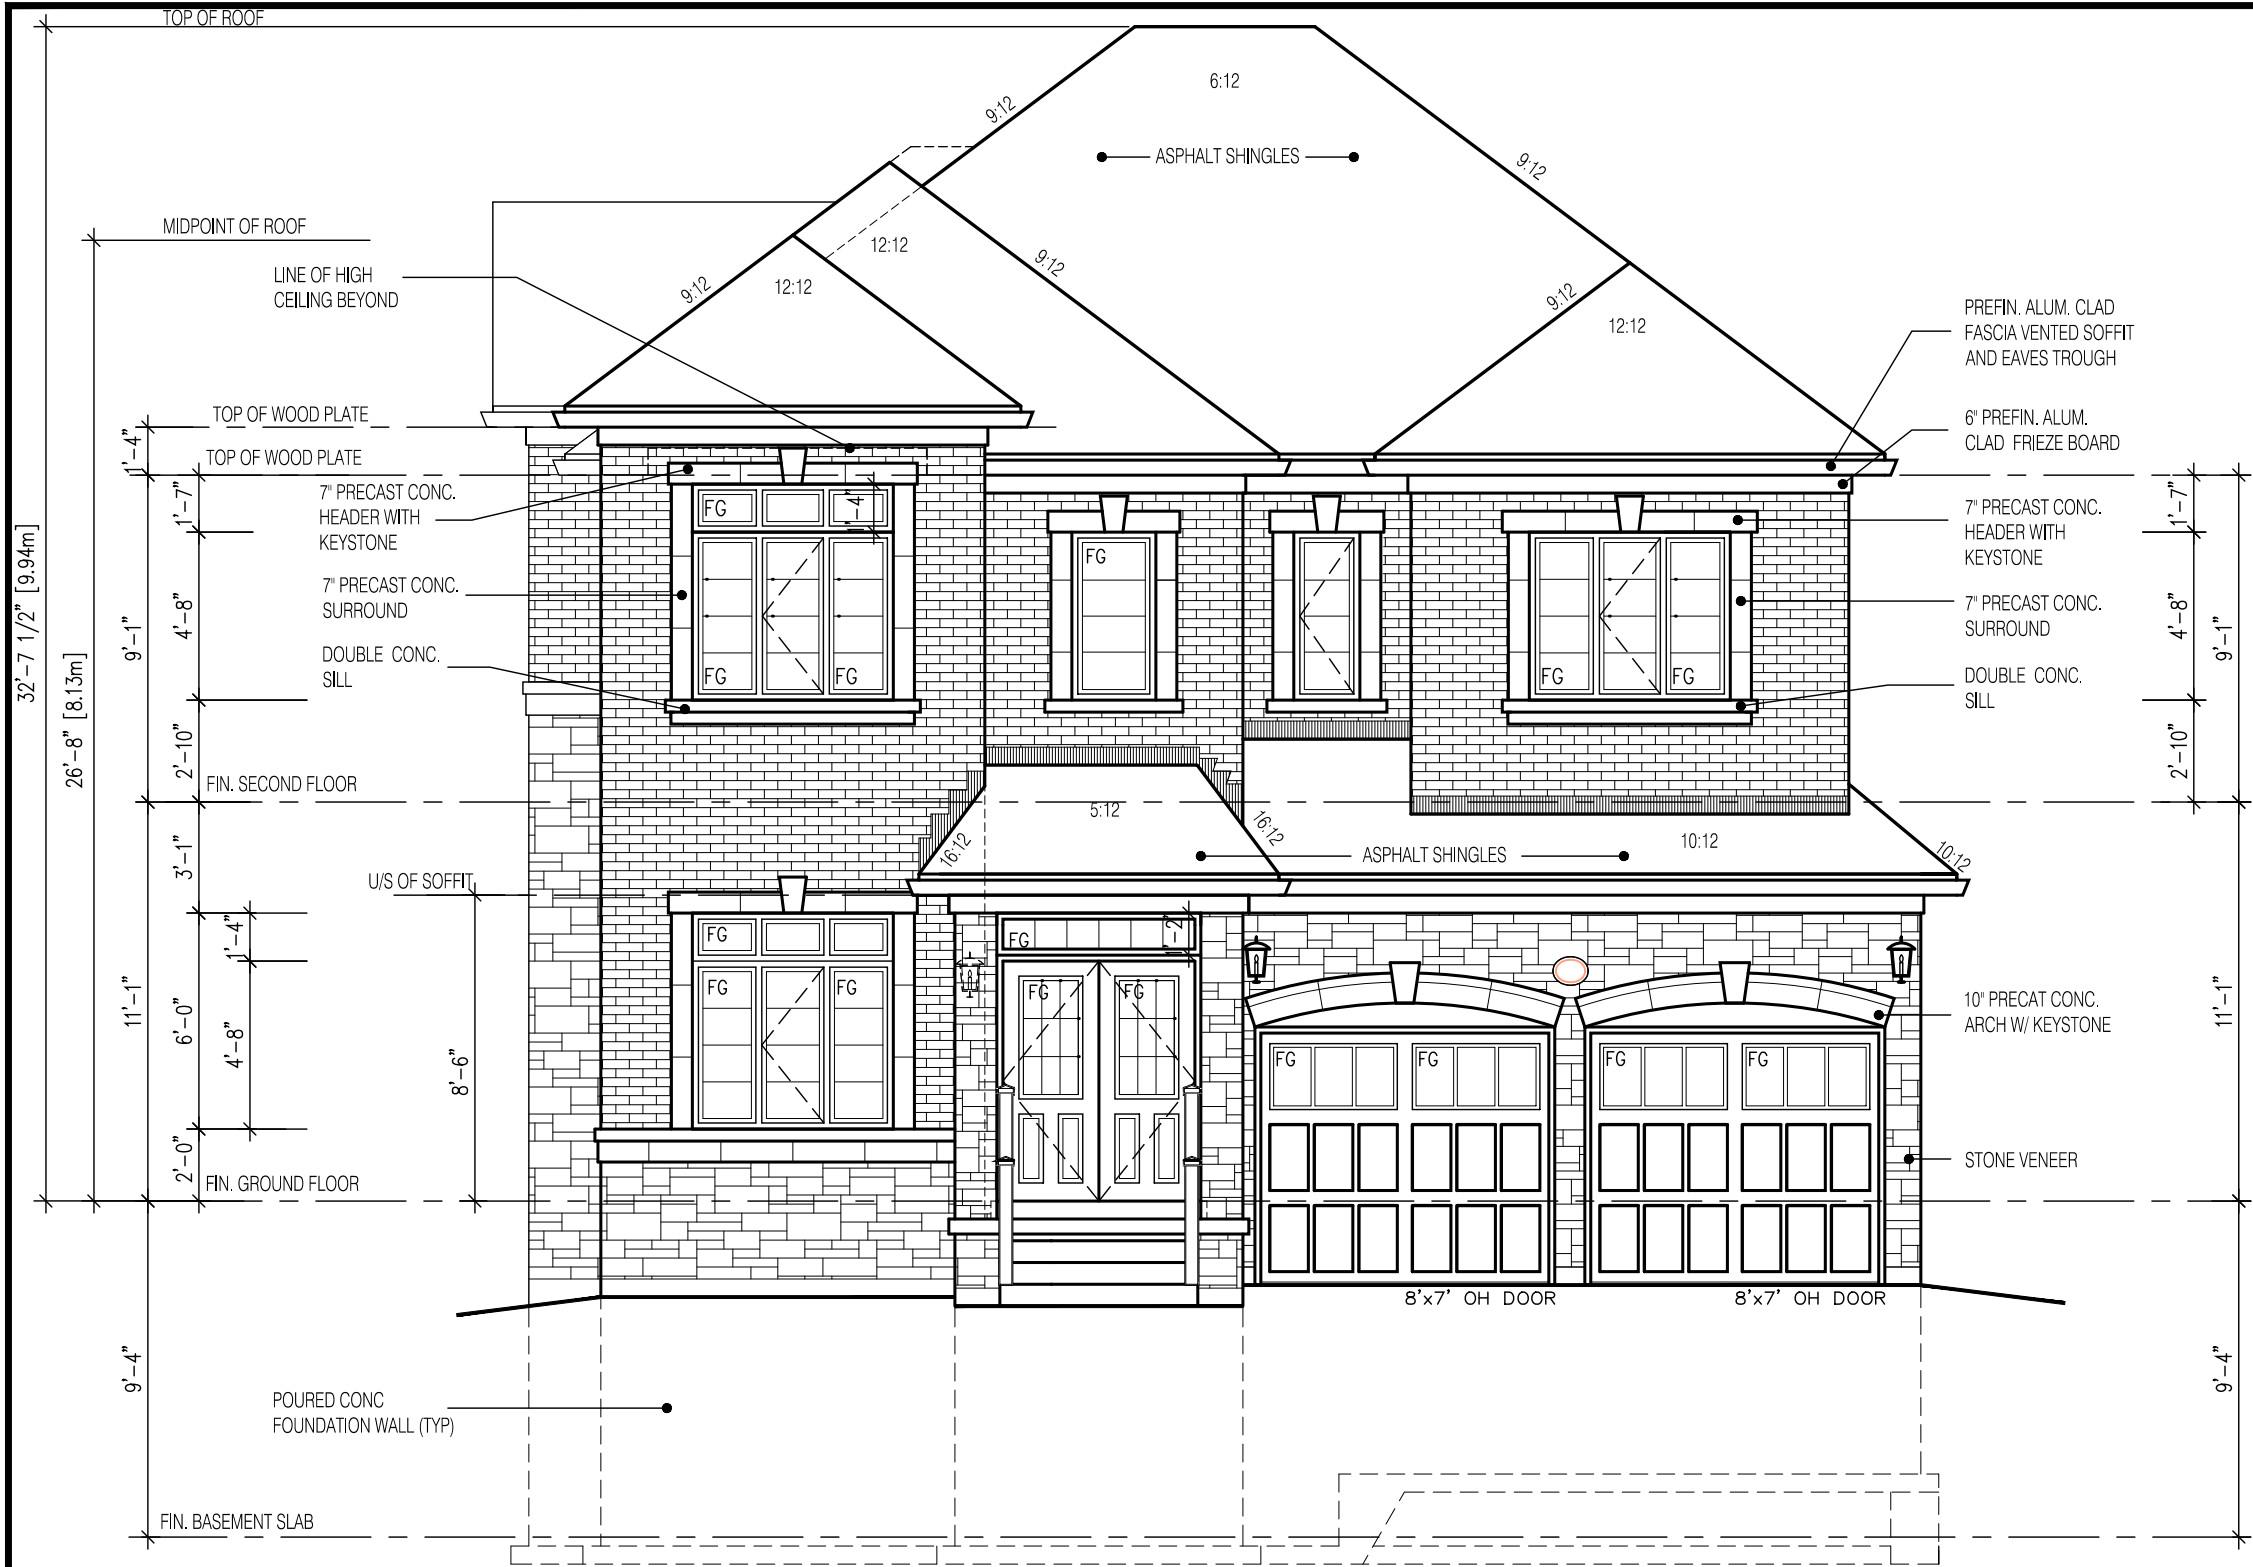 TOP OF ROOF
6:12
9:12
ASPHALT SHINGLES
9:12
MIDPOINT OF ROOF
12:12
9:12
LINE OF HIGH
CEILING BEYOND
9:12
12:12
9:12
12:12
PREFIN. ALUM. CLAD
FASCIA VENTED SOFFIT
AND EAVES TROUGH
TOP OF WOOD PLATE
6" PREFIN. ALUM.
CLAD FRIEZE BOARD
1'-4"
TOP OF WOOD PLATE
7" PRECAST CONC.
HEADER WITH
KEYSTONE
1'-7"
FG
1'-4"
FG
7" PRECAST CONC.
HEADER WITH
KEYSTONE
1'-7"
32'-7 1/2" [9.94m]
26'-8" [8.13m]
9'-1"
4'-8"
7" PRECAST CONC.
SURROUND
7" PRECAST CONC.
SURROUND
4'-8"
9'-1"
DOUBLE CONC.
SILL
FG
FG
FG
FG
DOUBLE CONC.
SILL
2'-10"
2'-10"
FIN. SECOND FLOOR
5:12
16:12
16:12
ASPHALT SHINGLES
10:12
10:12
3'-1"
U/S OF SOFFIT
1'-4"
FG
FG
1'-2"
11'-1"
6'-0"
4'-8"
8'-6"
FG
FG
FG
FG
10" PRECAT CONC.
ARCH W/ KEYSTONE
11'-1"
FG
FG
FG
FG
2'-0"
STONE VENEER
FIN. GROUND FLOOR
8'x7' OH DOOR
8'x7' OH DOOR
9'-4"
9'-4"
POURED CONC
FOUNDATION WALL (TYP)
FIN. BASEMENT SLAB